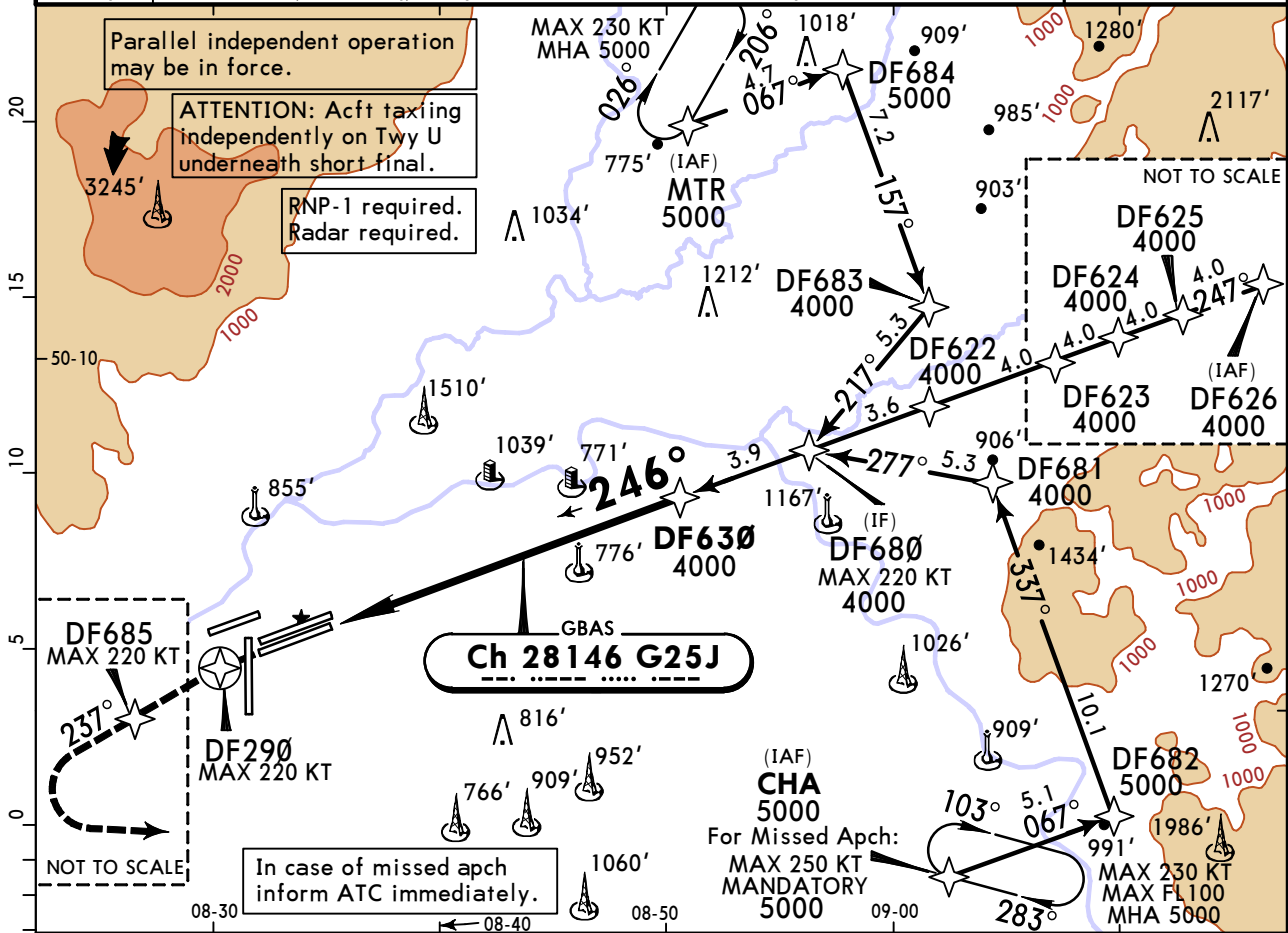 Parallel independent operation
may be in force.
ATTENTION: Acft taxiing
independently on Twy U
underneath short final.
RNP-1 required.
Radar required.
3245'
2000
1000
MAX 230 KT
MHA 5000
026°
206°
4.7
067°
1018'
909'
DF684
5000
1000
1280'
1000
985'
2117'
903'
775'
(IAF)
MTR
5000
7.2
157°
1034'
1212'
DF683
4000
5.3
217°
NOT TO SCALE
DF625
4000
DF624
4000
4.0
247°
4.0
4.0
4.0
DF623
4000
(IAF)
DF626
4000
DF622
4000
3.6
20
15
50-10
10
5
0
1510'
1039'
771'
855'
246°
3.9
DF630
4000
776'
1167'
(IF)
DF680
MAX 220 KT
4000
277°
5.3
906'
DF681
4000
1000
1000
1434'
337°
1000
1270'
1000
1000
10.1
1026'
909'
GBAS
Ch 28146 G25J
DF685
MAX 220 KT
237°
NOT TO SCALE
DF290
MAX 220 KT
816'
952'
909'
766'
1060'
In case of missed apch
inform ATC immediately.
(IAF)
CHA
5000
For Missed Apch:
MAX 250 KT
MANDATORY
5000
103°
5.1
067°
283°
DF682
5000
991'
MAX 230 KT
MAX FL100
MHA 5000
1986'
08-30
08-40
08-50
09-00